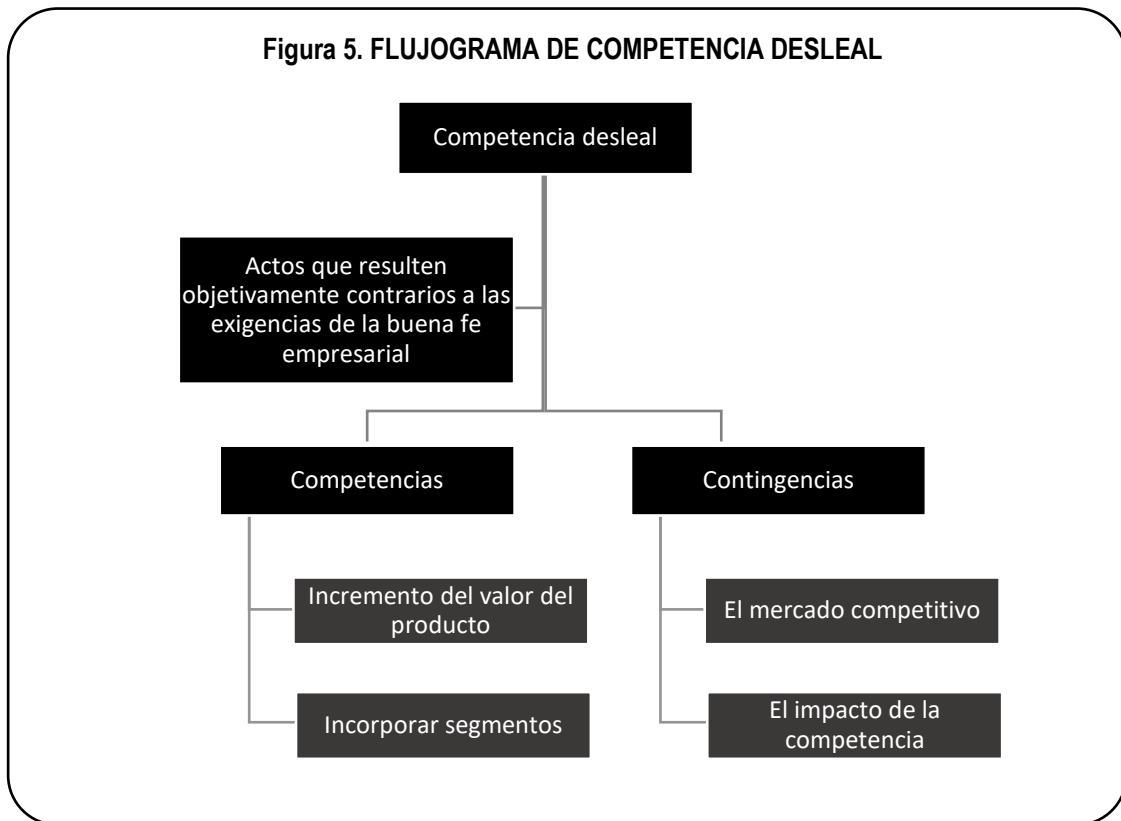 Figura 5. FLUJOGRAMA DE COMPETENCIA DESLEAL
Competencia desleal
Actos que resulten
objetivamente contrarios a las
exigencias de la buena fe
empresarial
Competencias
Contingencias
Incremento del valor del
producto
El mercado competitivo
Incorporar segmentos
El impacto de la
competencia